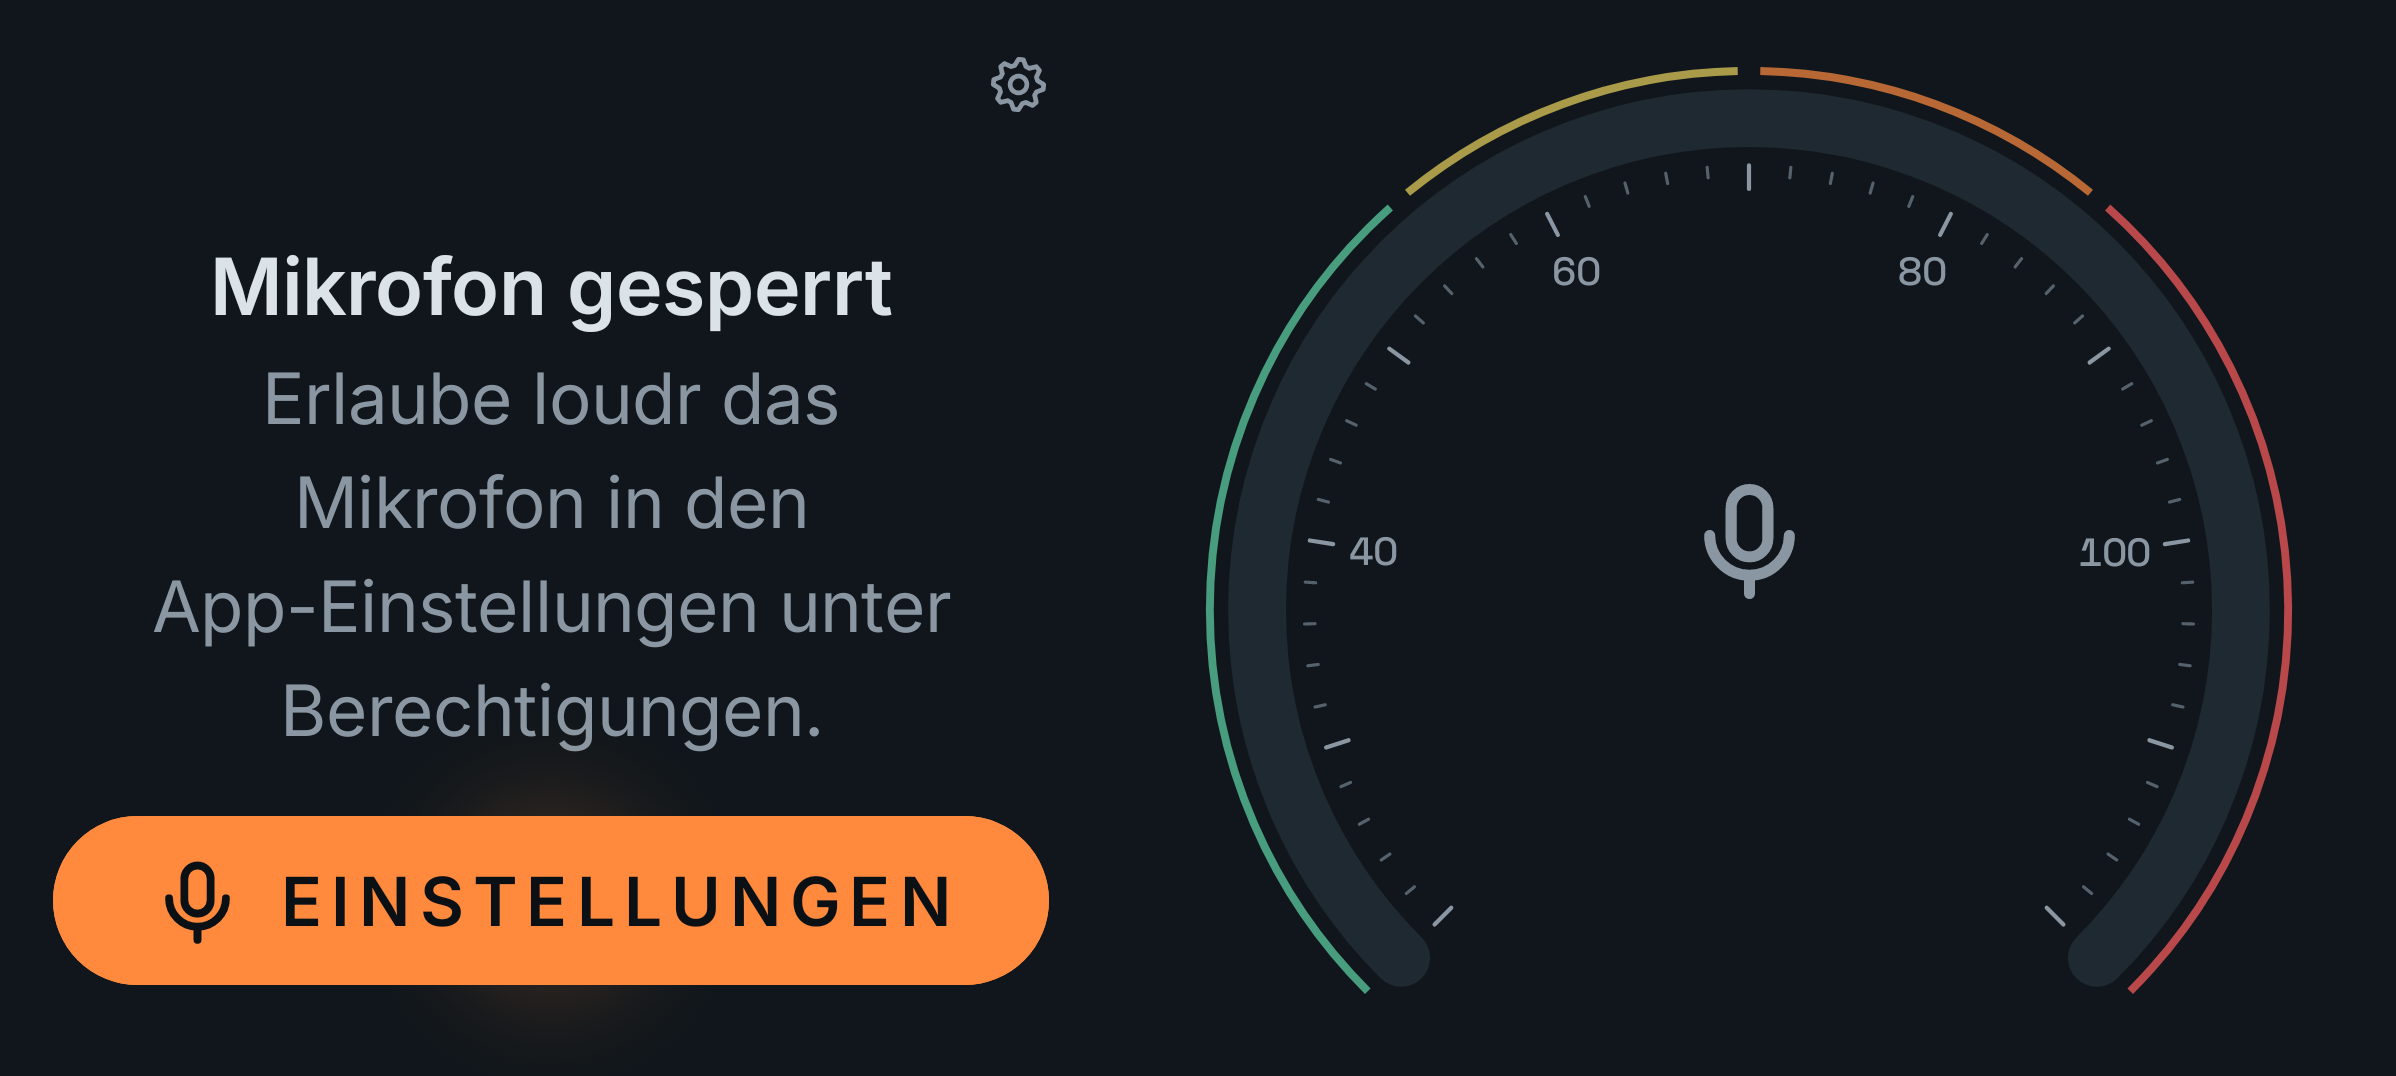 Mikrofon gesperrt
Erlaube loudr das
Mikrofon in den
App-Einstellungen unter
Berechtigungen.
EINSTELLUNGEN
60
80
40
100